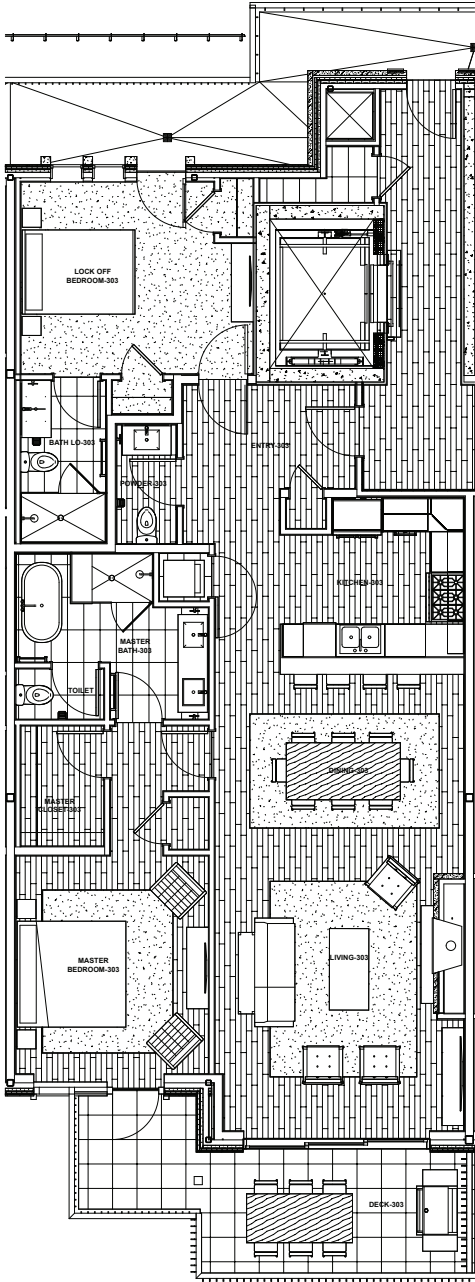 LOCK OFF
BEDROOM-303
BATH LO-303
ENTRY-303
POWDER-303
KITCHEN-303
MASTER
BATH-303
TOILET
DINING-303
MASTER
CLOSET-303
LIVING-303
MASTER
BEDROOM-303
DECK-303